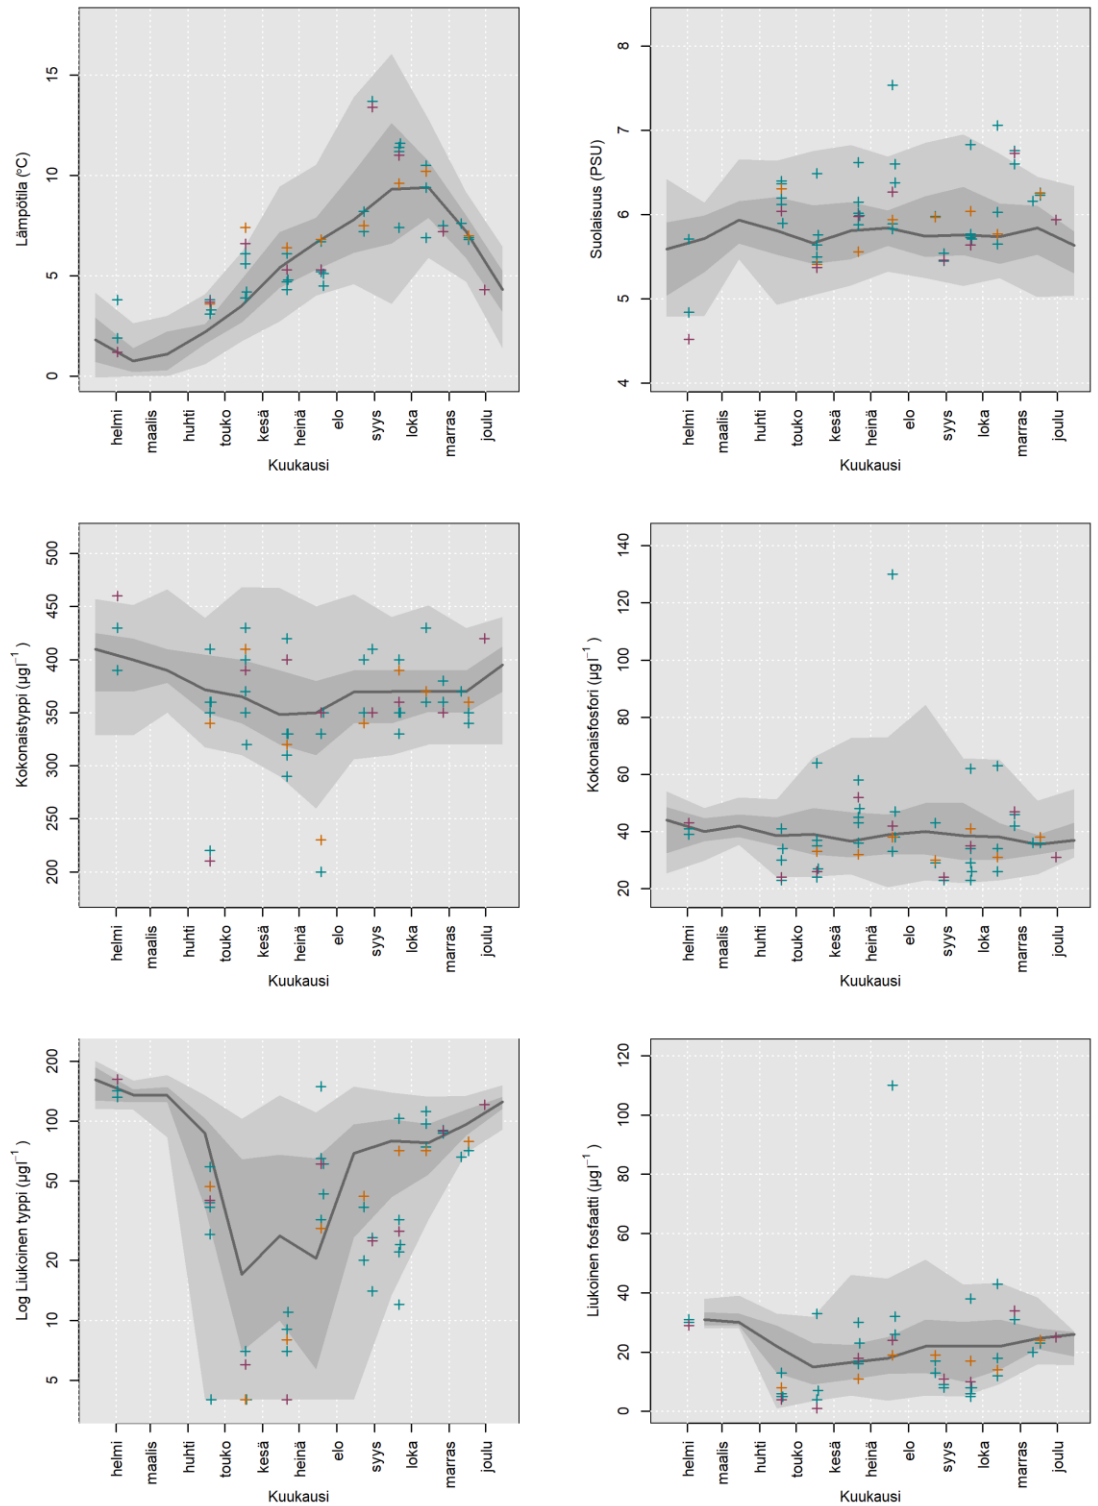 Lämpötila (°C)
15
10
5
0
helmi maalis huhti touko kesä heinä elo syys loka marras joulu
Kuukausi
Suolaisuus (PSU)
8
7
6
5
4
helmi maalis huhti touko kesä heinä elo syys loka marras joulu
Kuukausi
Kokonaistyppi (µgl⁻¹)
500
450
400
350
300
250
200
helmi maalis huhti touko kesä heinä elo syys loka marras joulu
Kuukausi
Kokonaisfosfori (µgl⁻¹)
140
120
100
80
60
40
20
helmi maalis huhti touko kesä heinä elo syys loka marras joulu
Kuukausi
Log Liukoinen typpi (µgl⁻¹)
200
100
50
20
10
5
helmi maalis huhti touko kesä heinä elo syys loka marras joulu
Kuukausi
Liukoinen fosfaatti (µgl⁻¹)
120
100
80
60
40
20
0
helmi maalis huhti touko kesä heinä elo syys loka marras joulu
Kuukausi